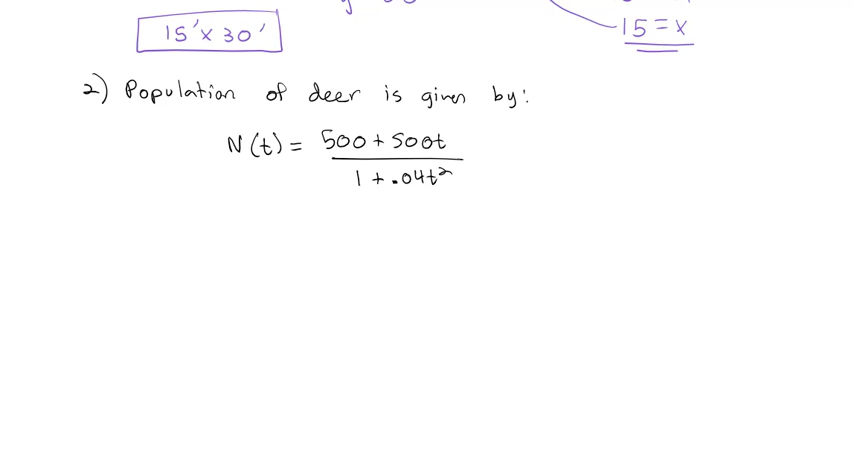 15' x 30'
15 = x
2) Population of deer is given by:
N(t) = 500 + 500t
1 + .04t²